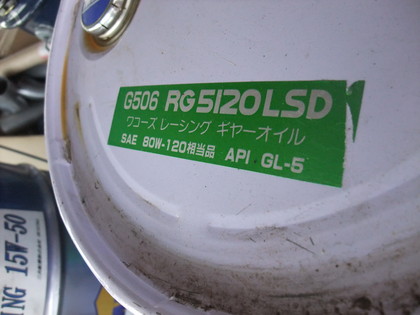 G506 RG5120LSD
ワコーズ レーシング ギヤーオイル
SAE 80W-120相当品 API GL-5
NG 15W-50